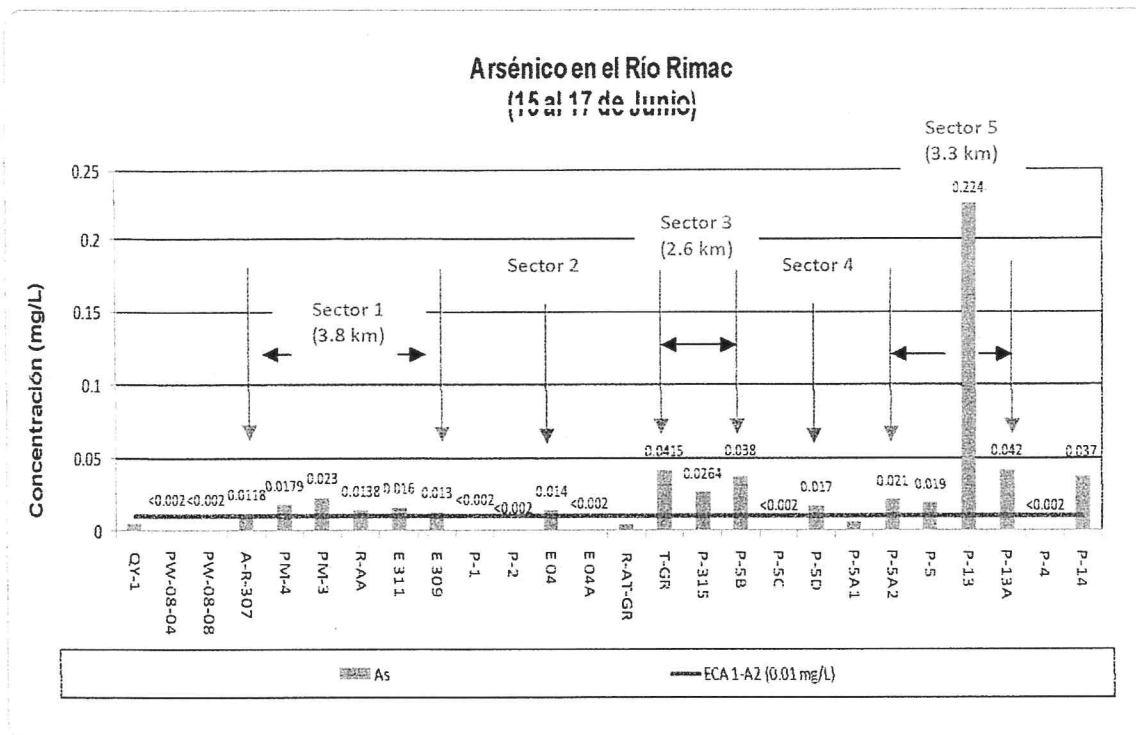 Arsénico en el Río Rimac
(15 al 17 de Junio)
Sector 5
(3.3 km)
0.25
0.224
Sector 3
(2.6 km)
0.2
Sector 2
Sector 4
Sector 1
(3.8 km)
0.15
0.1
0.05
0
Concentración (mg/L)
<0.002
<0.002
0.0118
0.0179
0.023
0.0138
0.016
0.013
<0.002
<0.002
0.014
<0.002
0.0415
0.0264
0.038
<0.002
0.017
0.021
0.019
0.042
<0.002
0.037
QY-1
PW-08-04
PW-08-08
A-R-307
PM-4
PM-3
R-AA
E 311
E 309
P-1
P-2
E 04
E 04A
R-AT-GR
T-GR
P-315
P-5B
P-5C
P-5D
P-5A1
P-5A2
P-5
P-13
P-13A
P-4
P-14
As
ECA 1-A2 (0.01 mg/L)